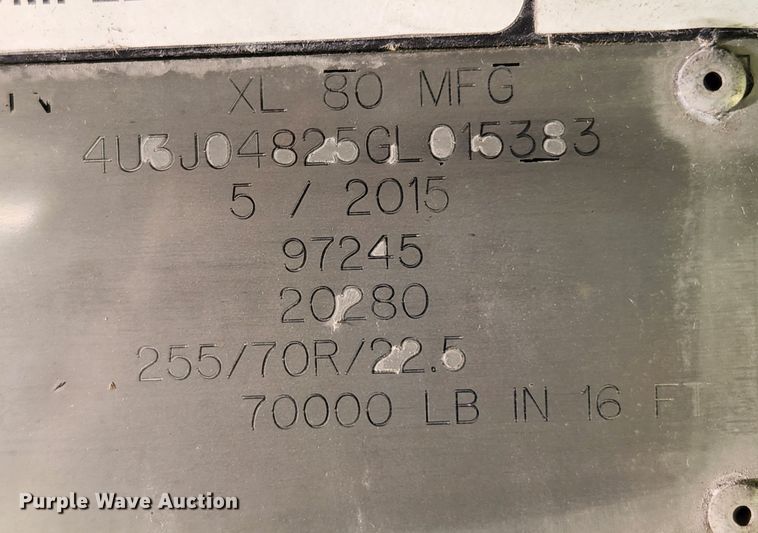 XL 80 MFG
4U3J04825GL015383
5 / 2015
97245
20280
255/70R/22.5
70000 LB IN 16 FT
Purple Wave Auction